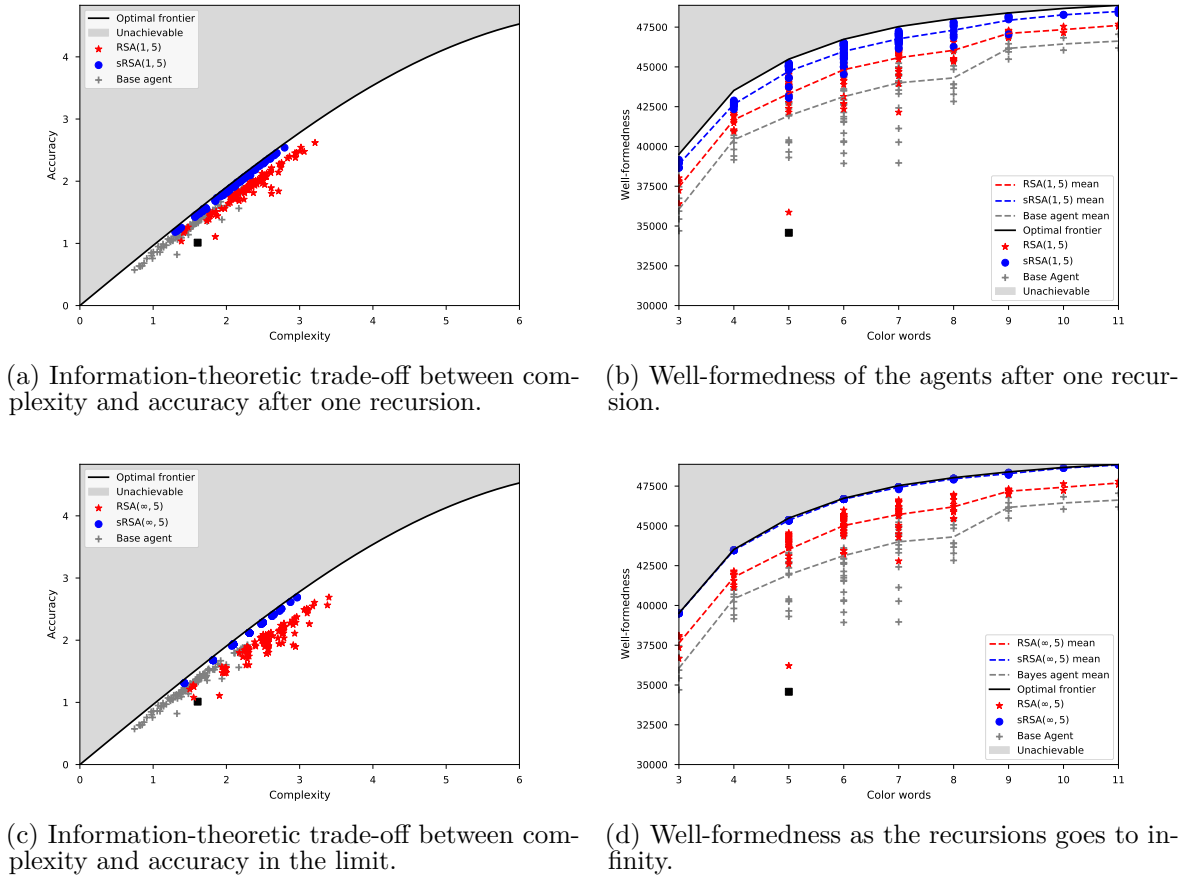 Optimal frontier
Unachievable
RSA(1, 5)
sRSA(1, 5)
Base agent
Accuracy
4
3
2
1
0
0 1 2 3 4 5 6
Complexity
(a) Information-theoretic trade-off between com-
plexity and accuracy after one recursion.
Well-formedness
47500
45000
42500
40000
37500
35000
32500
30000
RSA(1, 5) mean
sRSA(1, 5) mean
Base agent mean
Optimal frontier
RSA(1, 5)
sRSA(1, 5)
Base Agent
Unachievable
3 4 5 6 7 8 9 10 11
Color words
(b) Well-formedness of the agents after one recur-
sion.
Optimal frontier
Unachievable
RSA(∞, 5)
sRSA(∞, 5)
Base agent
Accuracy
4
3
2
1
0
0 1 2 3 4 5 6
Complexity
(c) Information-theoretic trade-off between com-
plexity and accuracy in the limit.
Well-formedness
47500
45000
42500
40000
37500
35000
32500
30000
RSA(∞, 5) mean
sRSA(∞, 5) mean
Bayes agent mean
Optimal frontier
RSA(∞, 5)
sRSA(∞, 5)
Base Agent
Unachievable
3 4 5 6 7 8 9 10 11
Color words
(d) Well-formedness as the recursions goes to in-
finity.